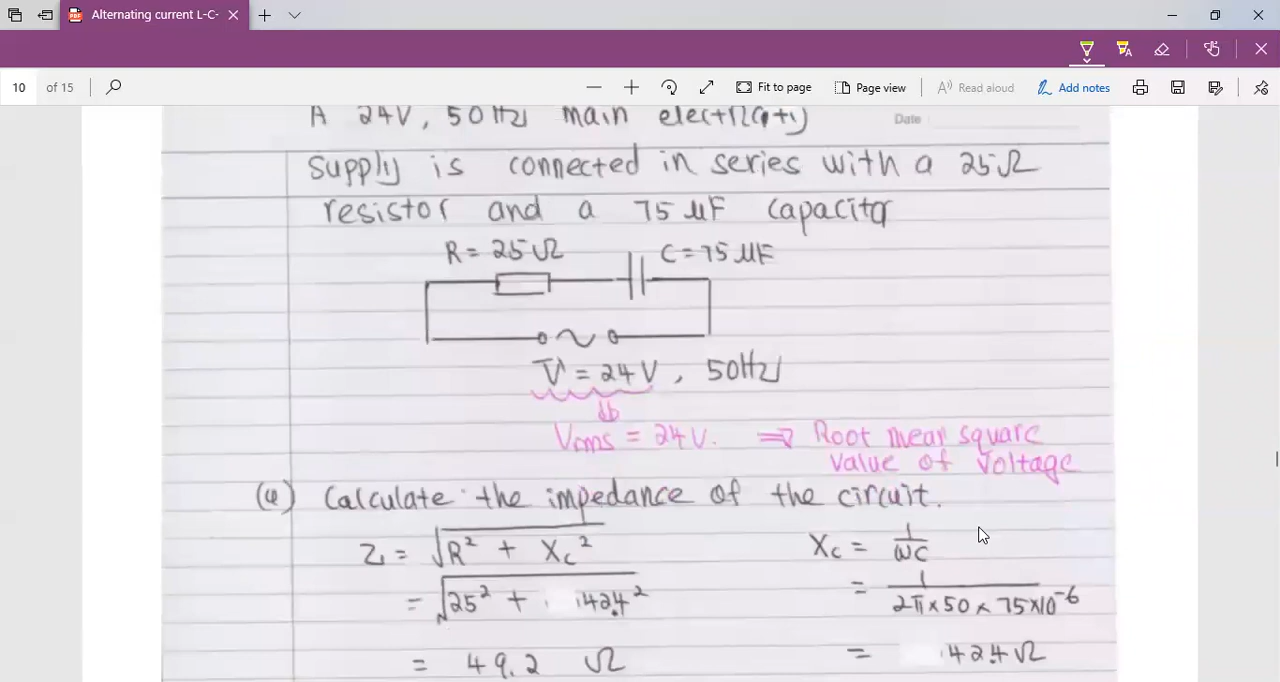 Alternating current L-C-
10 of 15
Fit to page
Page view
Read aloud
Add notes
A 24V, 50Hz main electricity
Date
supply is connected in series with a 25Ω
resistor and a 75 μF capacitor
R = 25Ω C = 75 μF
V = 24V, 50Hz
Vrms = 24V. ⇒ Root mean square
value of voltage
(a) Calculate the impedance of the circuit.
Z = √R² + Xc²
Xc = 1/ωC
= √25² + 42.4²
= 1/2π×50×75×10⁻⁶
= 49.2 Ω
= 42.4Ω